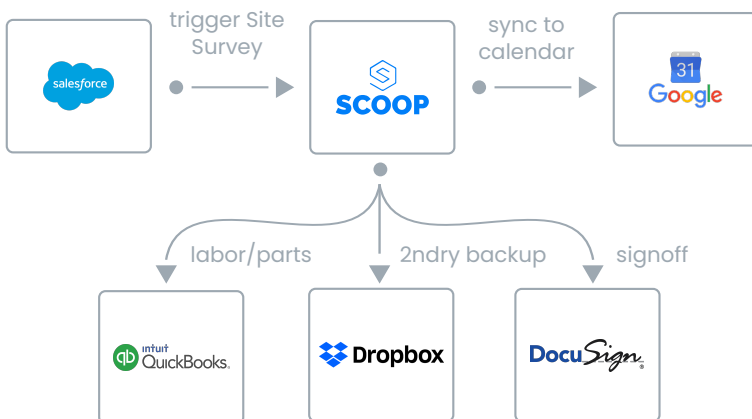 trigger Site
Survey
sync to
calendar
salesforce
SCOOP
31
Google
labor/parts
2ndry backup
signoff
qb
intuit
QuickBooks.
Dropbox
DocuSign®